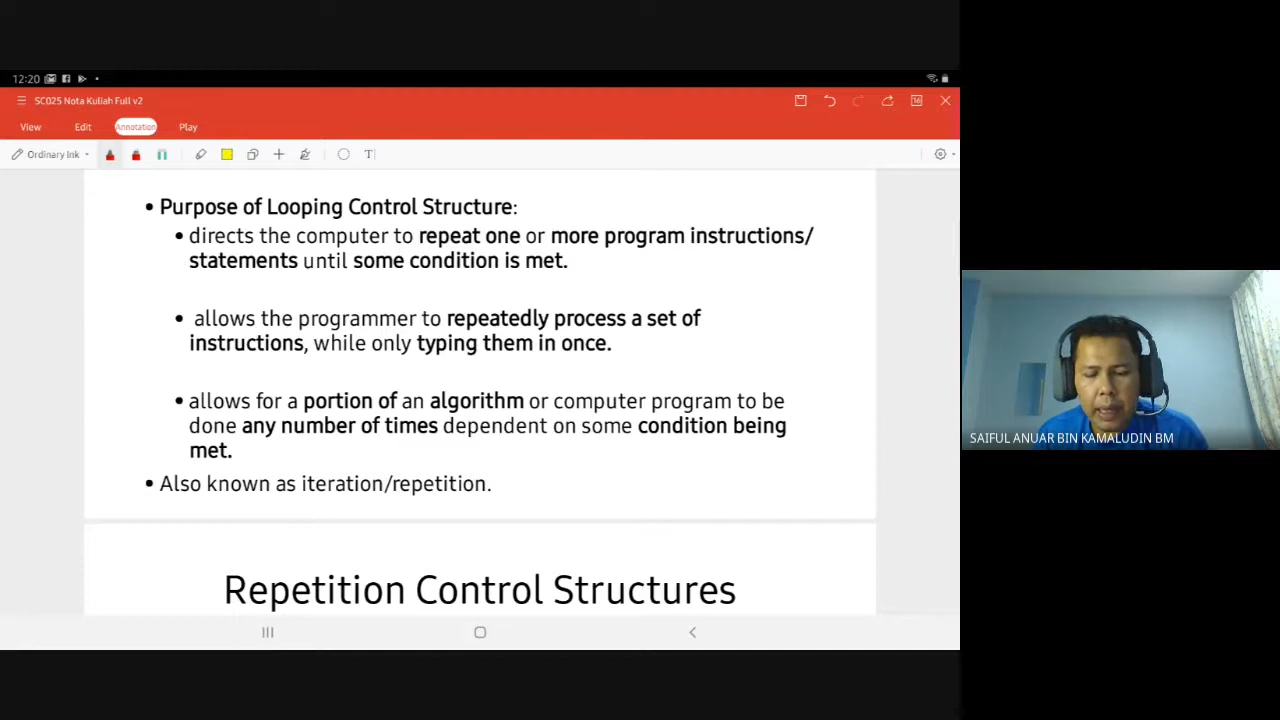 12:20
SC025 Nota Kuliah Full v2
16
View Edit Annotation Play
Ordinary Ink T
• Purpose of Looping Control Structure:
• directs the computer to repeat one or more program instructions/
statements until some condition is met.
• allows the programmer to repeatedly process a set of
instructions, while only typing them in once.
• allows for a portion of an algorithm or computer program to be
done any number of times dependent on some condition being
met.
• Also known as iteration/repetition.
Repetition Control Structures
SAIFUL ANUAR BIN KAMALUDIN BM